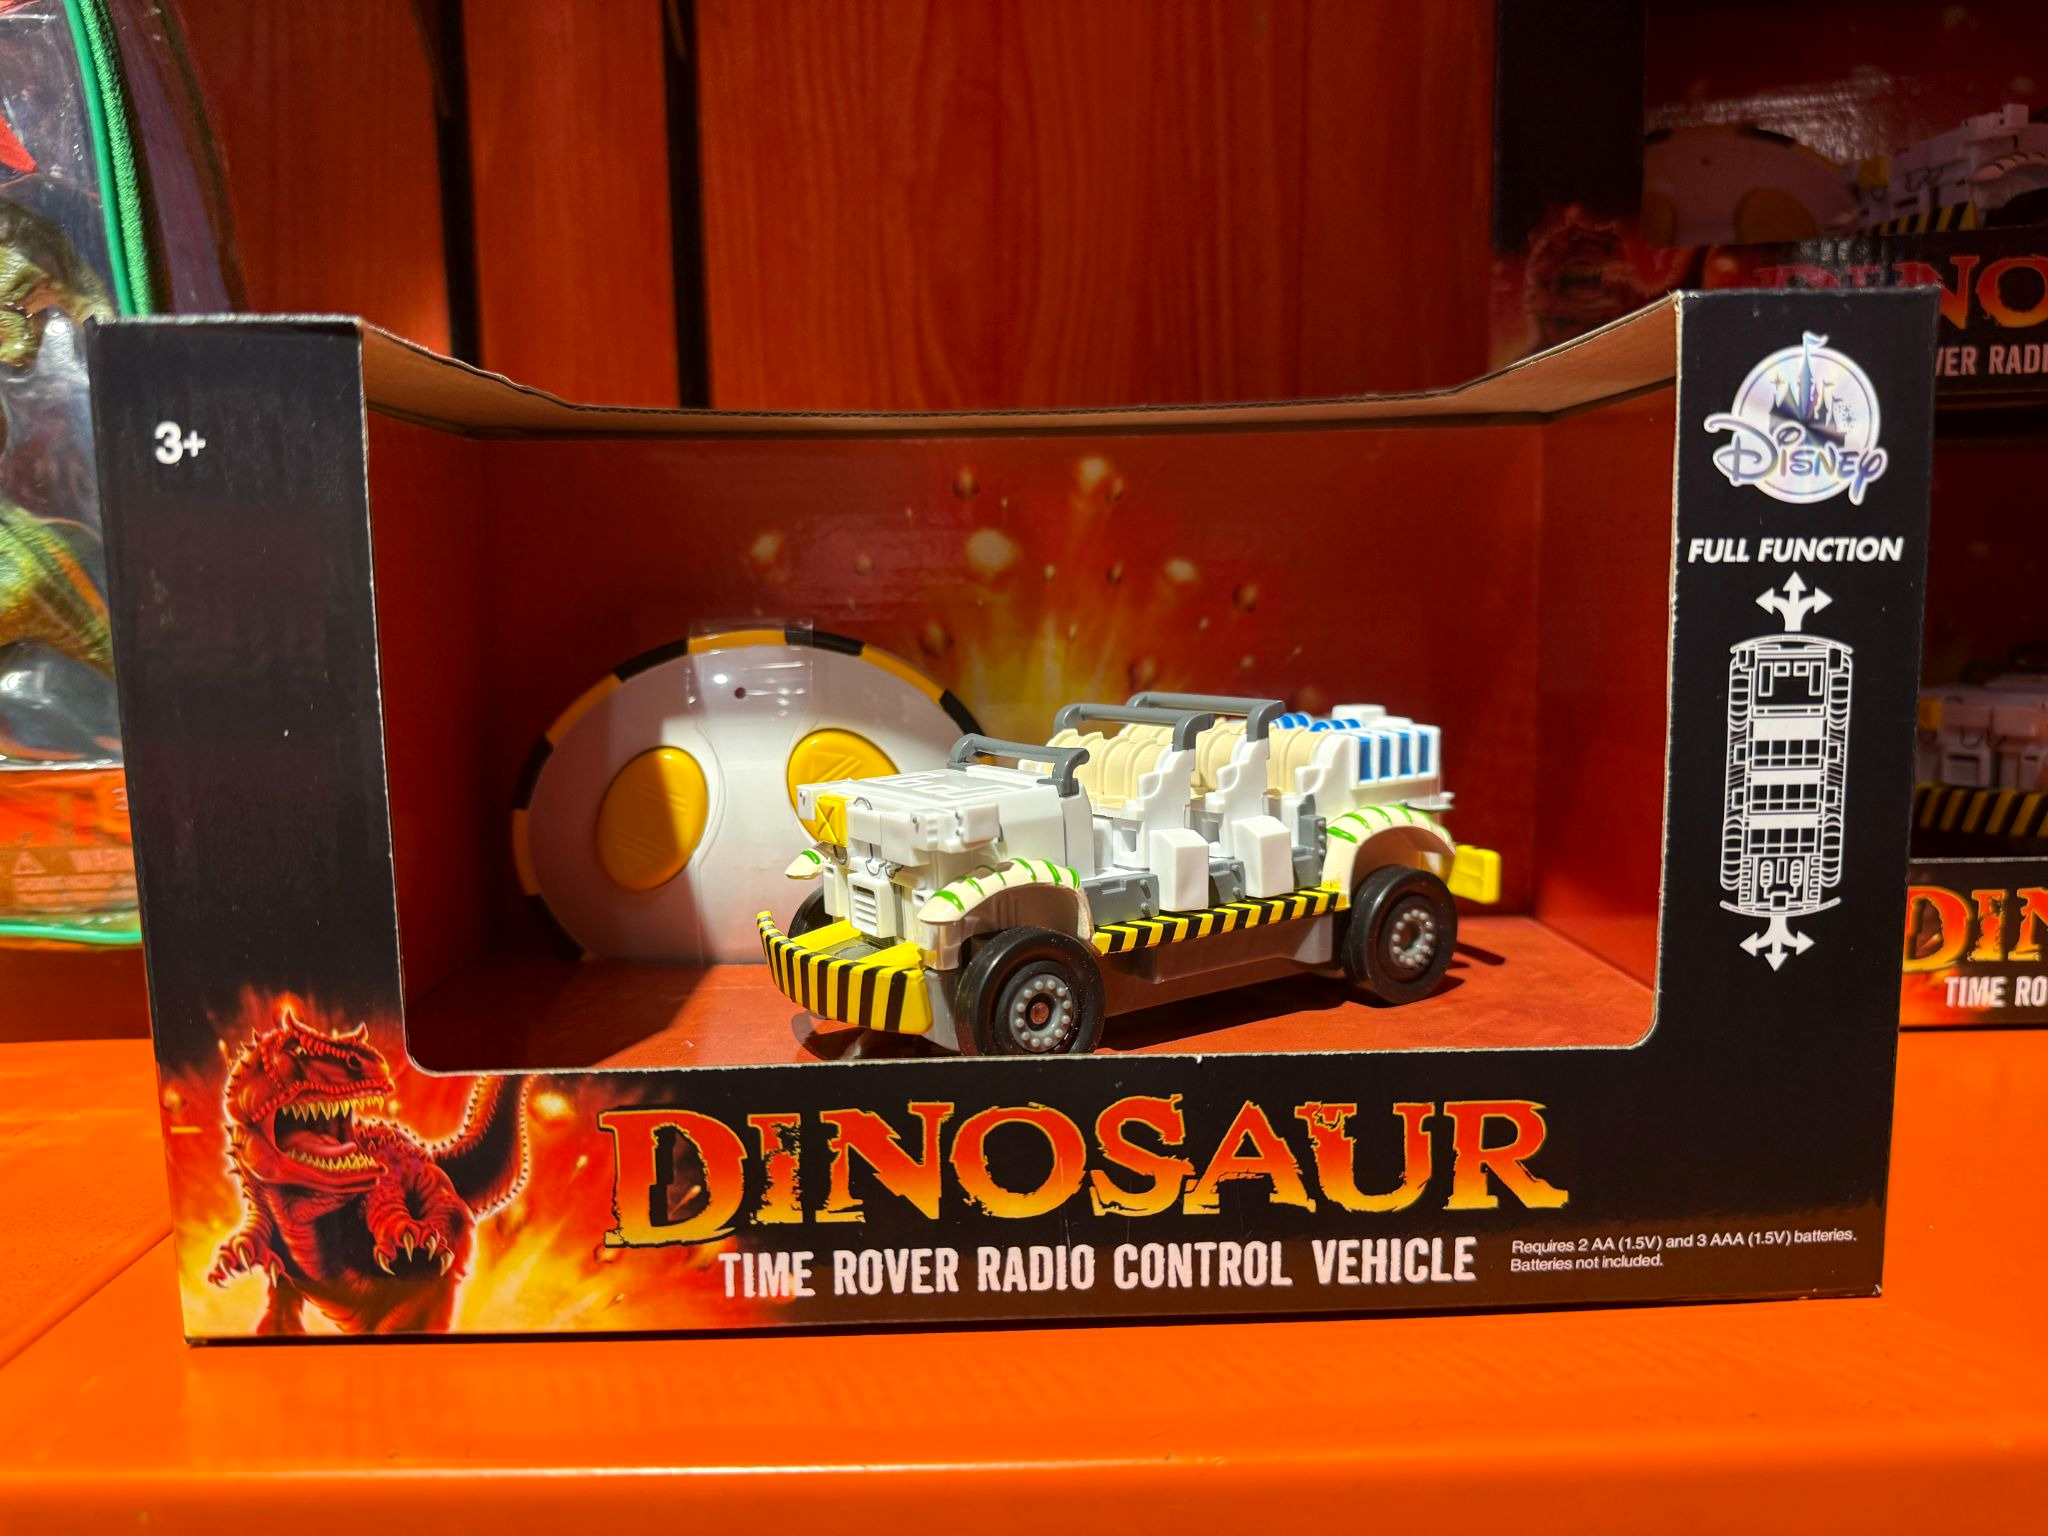 3+
DISNEY
FULL FUNCTION
DINOSAUR
TIME ROVER RADIO CONTROL VEHICLE
Requires 2 AA (1.5V) and 3 AAA (1.5V) batteries.
Batteries not included.
DINO
VER RADI
DIN
TIME RO